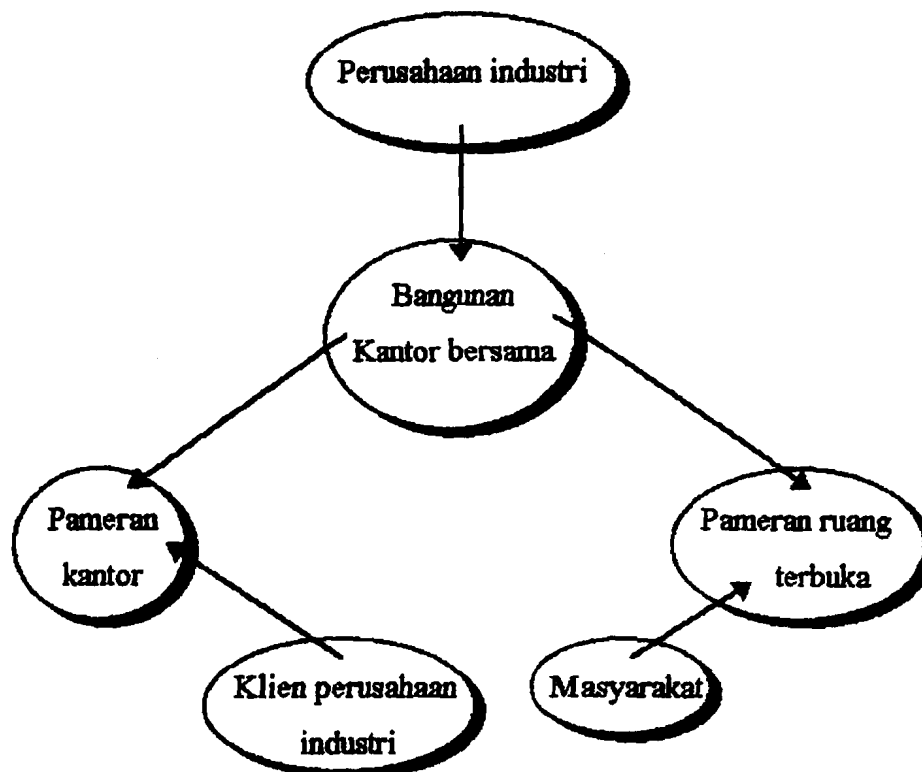 Perusahaan industri
Bangunan
Kantor bersama
Pameran
kantor
Pameran ruang
terbuka
Klien perusahaan
industri
Masyarakat